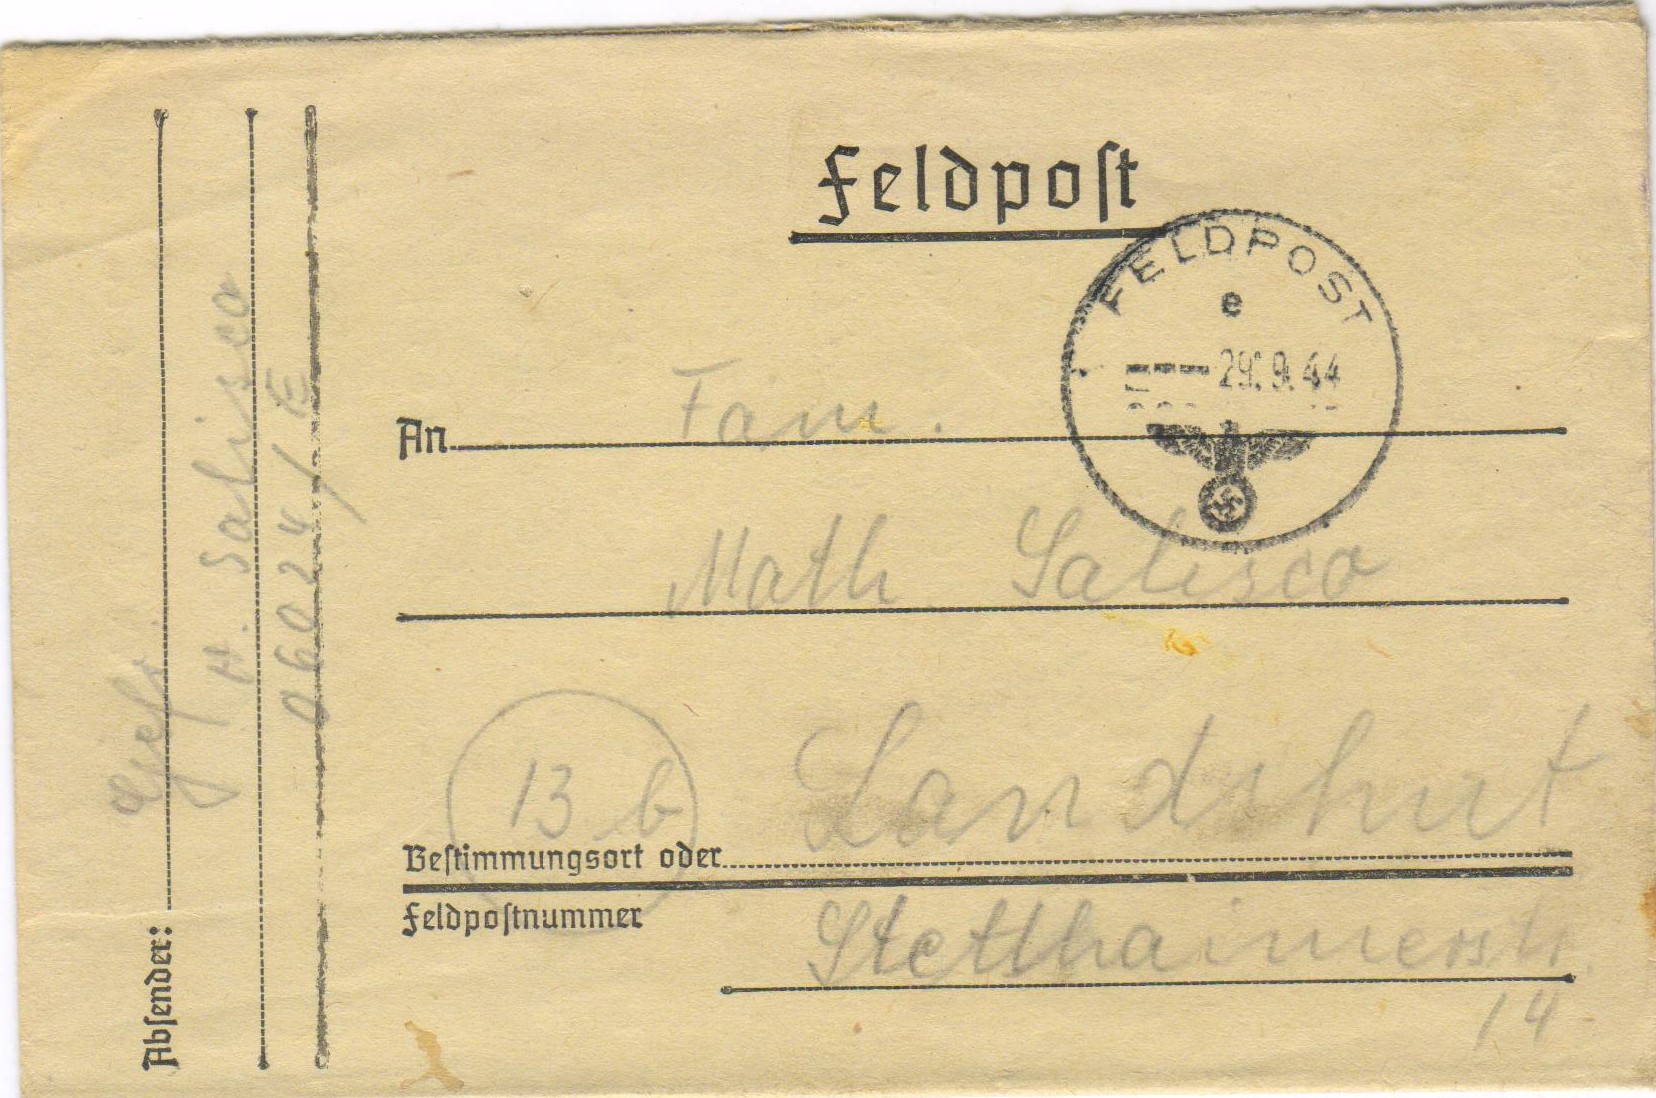 Feldpost
FELDPOST
e
29.9.44
An Fam.
Math. Salisco
13 b
Landshut
Bestimmungsort oder
Feldpostnummer
Stetthaimerstr.
14
Absender: Gefr.
H. Salisco
06024/E